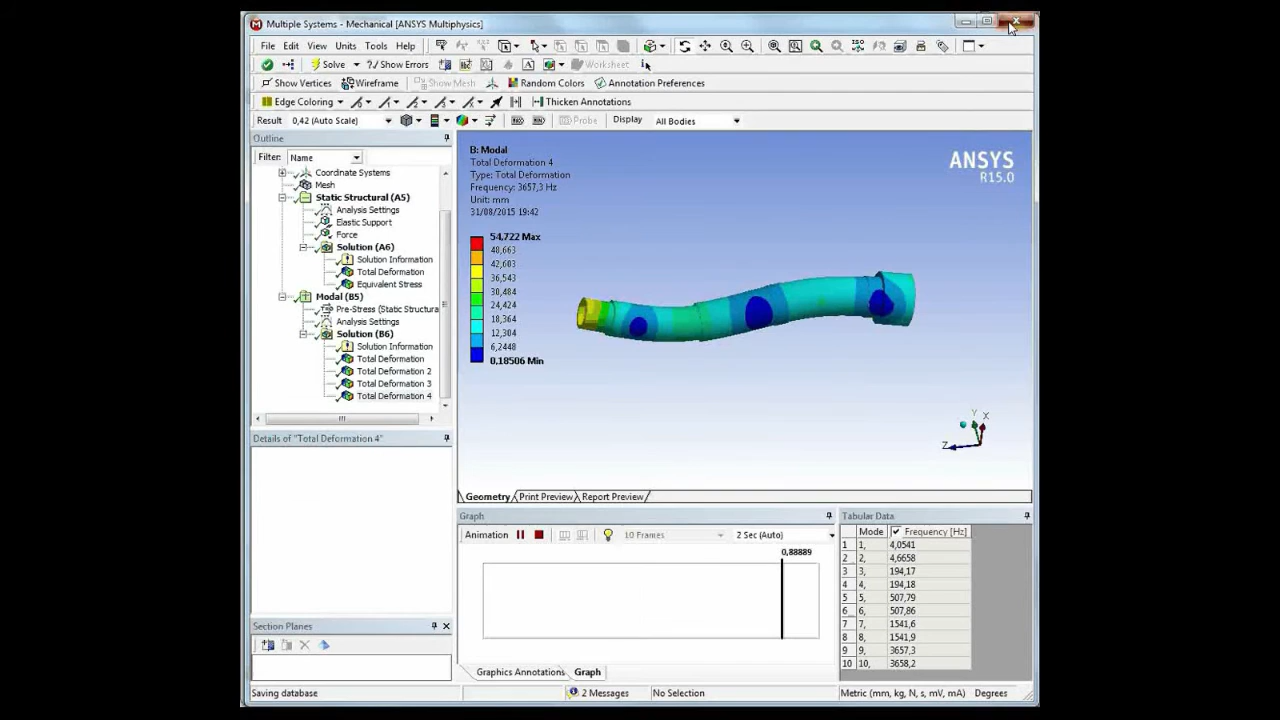 Multiple Systems - Mechanical [ANSYS Multiphysics]
File Edit View Units Tools Help
Solve ?/ Show Errors Worksheet
Show Vertices Wireframe Show Mesh Random Colors Annotation Preferences
Edge Coloring Thicken Annotations
Result 0,42 (Auto Scale) Probe Display All Bodies
Outline
Filter: Name
Coordinate Systems
Mesh
Static Structural (A5)
Analysis Settings
Elastic Support
Force
Solution (A6)
Solution Information
Total Deformation
Equivalent Stress
Modal (B5)
Pre-Stress (Static Structura
Analysis Settings
Solution (B6)
Solution Information
Total Deformation
Total Deformation 2
Total Deformation 3
Total Deformation 4
Details of "Total Deformation 4"
Section Planes
B: Modal
Total Deformation 4
Type: Total Deformation
Frequency: 3657,3 Hz
Unit: mm
31/08/2015 19:42
54,722 Max
48,663
42,603
36,543
30,484
24,424
18,364
12,304
6,2448
0,18506 Min
ANSYS
R15.0
Y X
Z
Geometry Print Preview Report Preview
Graph
Animation 10 Frames 2 Sec (Auto)
0,88889
Graphics Annotations Graph
Tabular Data
Mode Frequency [Hz]
1 1, 4,0541
2 2, 4,6658
3 3, 194,17
4 4, 194,18
5 5, 507,79
6 6, 507,86
7 7, 1541,6
8 8, 1541,9
9 9, 3657,3
10 10, 3658,2
Saving database 2 Messages No Selection Metric (mm, kg, N, s, mV, mA) Degrees